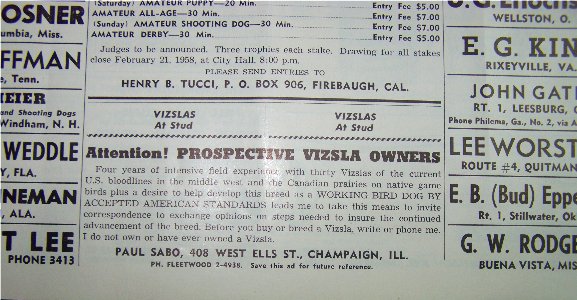 OSNER
umbia, Miss.
FFMAN
e, Tenn.
EIER
and Shooting Dogs
Windham, N. H.
WEDDLE
Y, FLA.
NEMAN
, ALA.
T LEE
PHONE 3413
(Saturday) AMATEUR PUPPY—20 Min. Entry Fee $5.00
AMATEUR ALL-AGE—30 Min. Entry Fee $7.00
(Sunday) AMATEUR SHOOTING DOG—30 Min. Entry Fee $7.00
AMATEUR DERBY—30 Min. Entry Fee $5.00
Judges to be announced. Three trophies each stake. Drawing for all stakes
close February 21, 1958, at City Hall, 8:00 p.m.
PLEASE SEND ENTRIES TO
HENRY B. TUCCI, P. O. BOX 906, FIREBAUGH, CAL.
VIZSLAS VIZSLAS
At Stud At Stud
Attention! PROSPECTIVE VIZSLA OWNERS
Four years of intensive field experience with thirty Vizslas of the current
U.S. bloodlines in the middle west and the Canadian prairies on native game
birds plus a desire to help develop this breed as a WORKING BIRD DOG BY
ACCEPTED AMERICAN STANDARDS leads me to take this means to invite
correspondence to exchange opinions on steps needed to insure the continued
advancement of the breed. Before you buy or breed a Vizsla, write or phone me.
I do not own or have ever owned a Vizsla.
PAUL SABO, 408 WEST ELLS ST., CHAMPAIGN, ILL.
PH. FLEETWOOD 2-4938. Save this ad for future reference.
WELLSTON, O.
E. G. KIN
RIXEYVILLE, VA.
JOHN GAT
RT. 1, LEESBURG,
Phone Philema, Ga., No. 2, via A
LEE WORST
ROUTE #4, QUITMAN
E. B. (Bud) Eppe
Rt. 1, Stillwater, Ok
G. W. RODGE
BUENA VISTA, MIS